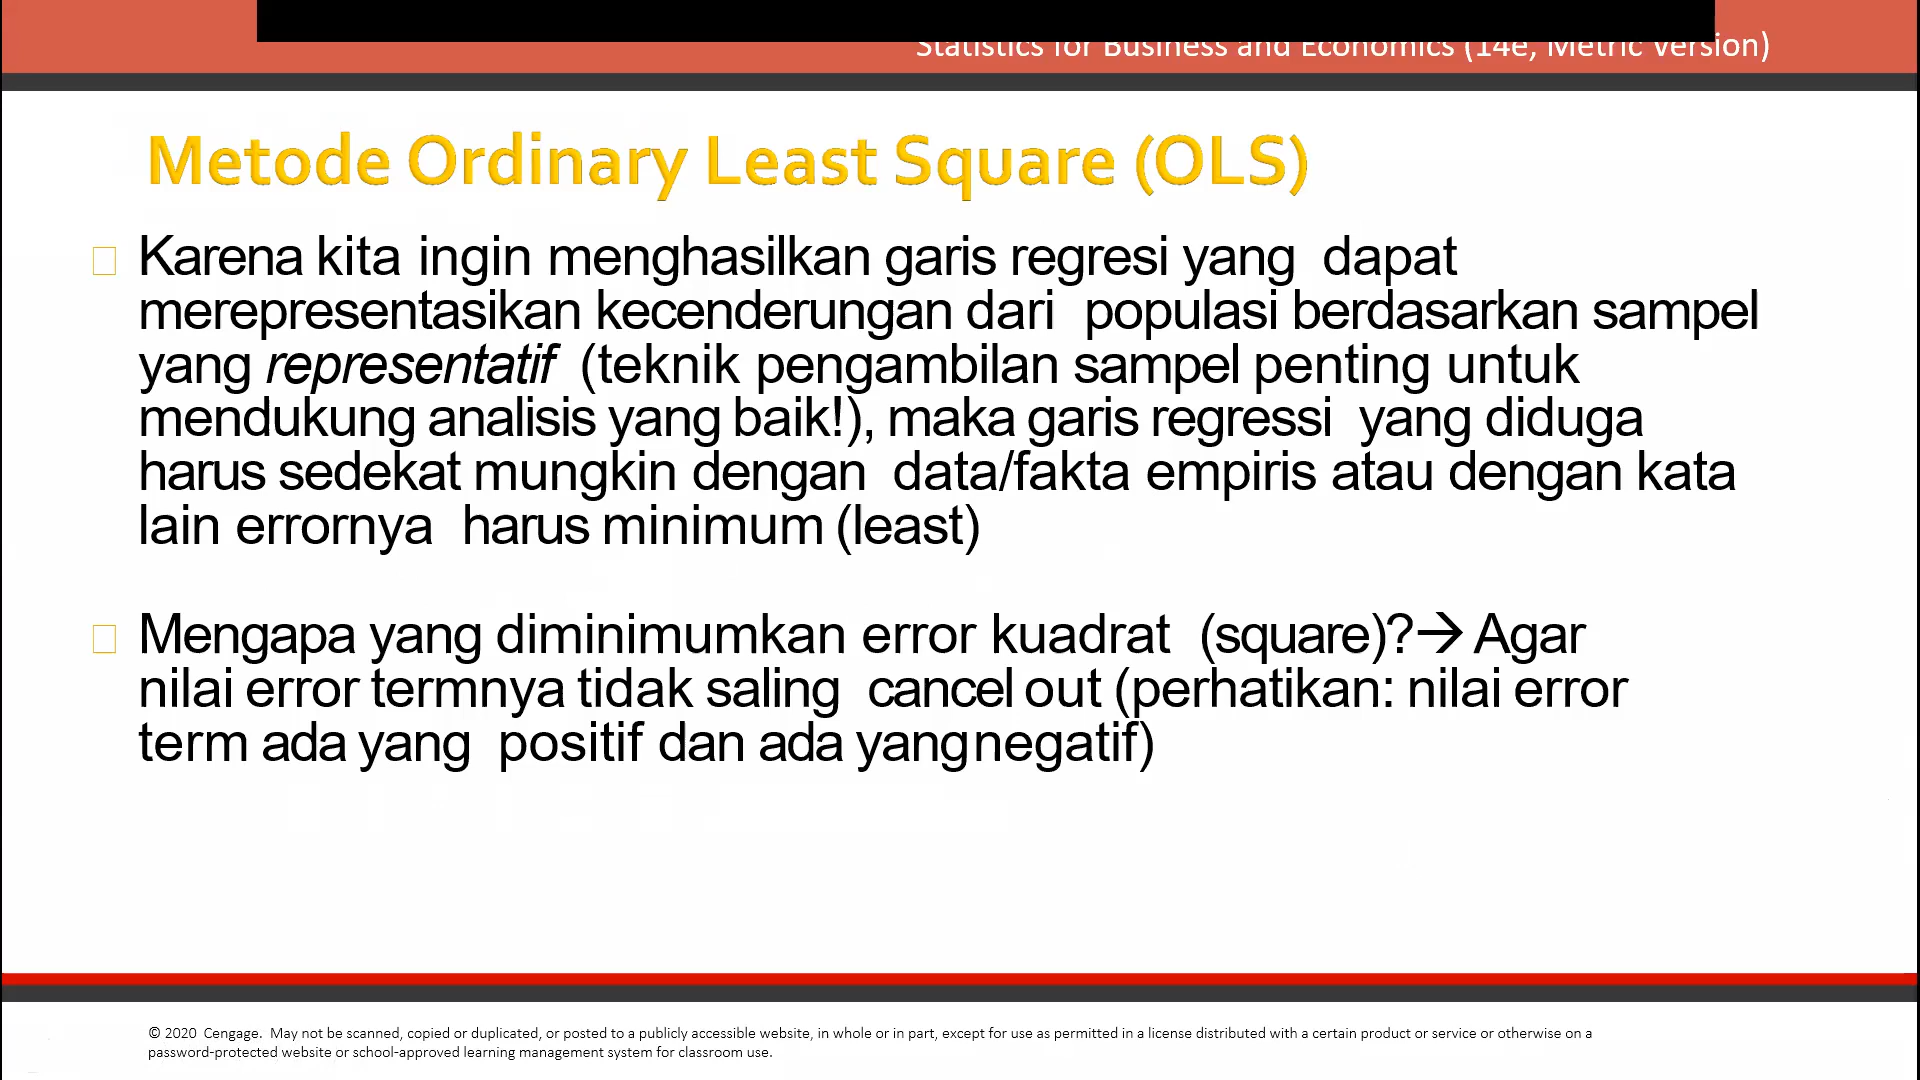 Statistics for Business and Economics (14e, Metric Version)
Metode Ordinary Least Square (OLS)
Karena kita ingin menghasilkan garis regresi yang dapat
merepresentasikan kecenderungan dari populasi berdasarkan sampel
yang representatif (teknik pengambilan sampel penting untuk
mendukung analisis yang baik!), maka garis regressi yang diduga
harus sedekat mungkin dengan data/fakta empiris atau dengan kata
lain errornya harus minimum (least)
Mengapa yang diminimumkan error kuadrat (square)?→ Agar
nilai error termnya tidak saling cancel out (perhatikan: nilai error
term ada yang positif dan ada yangnegatif)
© 2020 Cengage. May not be scanned, copied or duplicated, or posted to a publicly accessible website, in whole or in part, except for use as permitted in a license distributed with a certain product or service or otherwise on a
password-protected website or school-approved learning management system for classroom use.